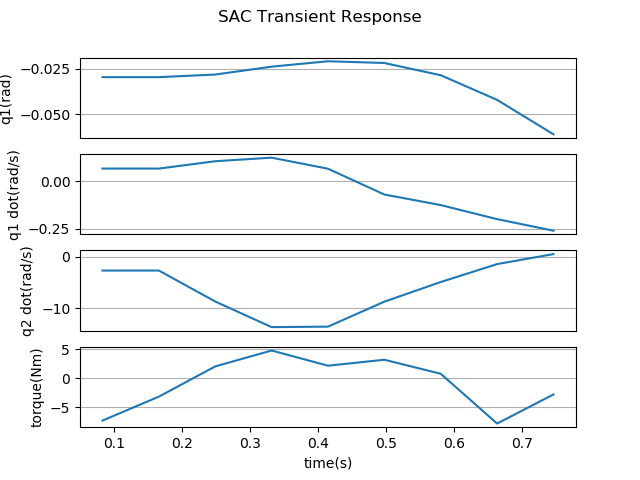 SAC Transient Response
−0.025
−0.050
q1(rad)
0.00
−0.25
q1 dot(rad/s)
0
−10
q2 dot(rad/s)
5
0
−5
torque(Nm)
0.1 0.2 0.3 0.4 0.5 0.6 0.7
time(s)